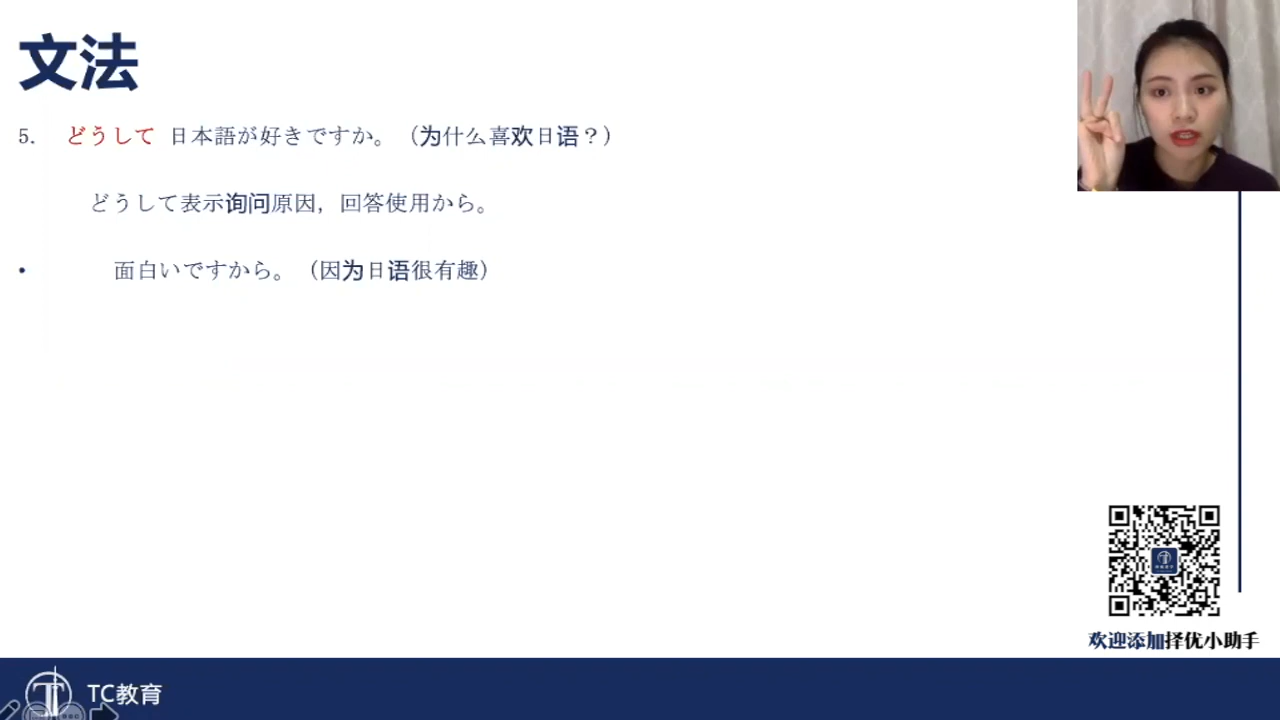 文法
5. どうして 日本語が好きですか。（为什么喜欢日语？）
どうして表示询问原因，回答使用から。
• 面白いですから。（因为日语很有趣）
欢迎添加择优小助手
TC教育